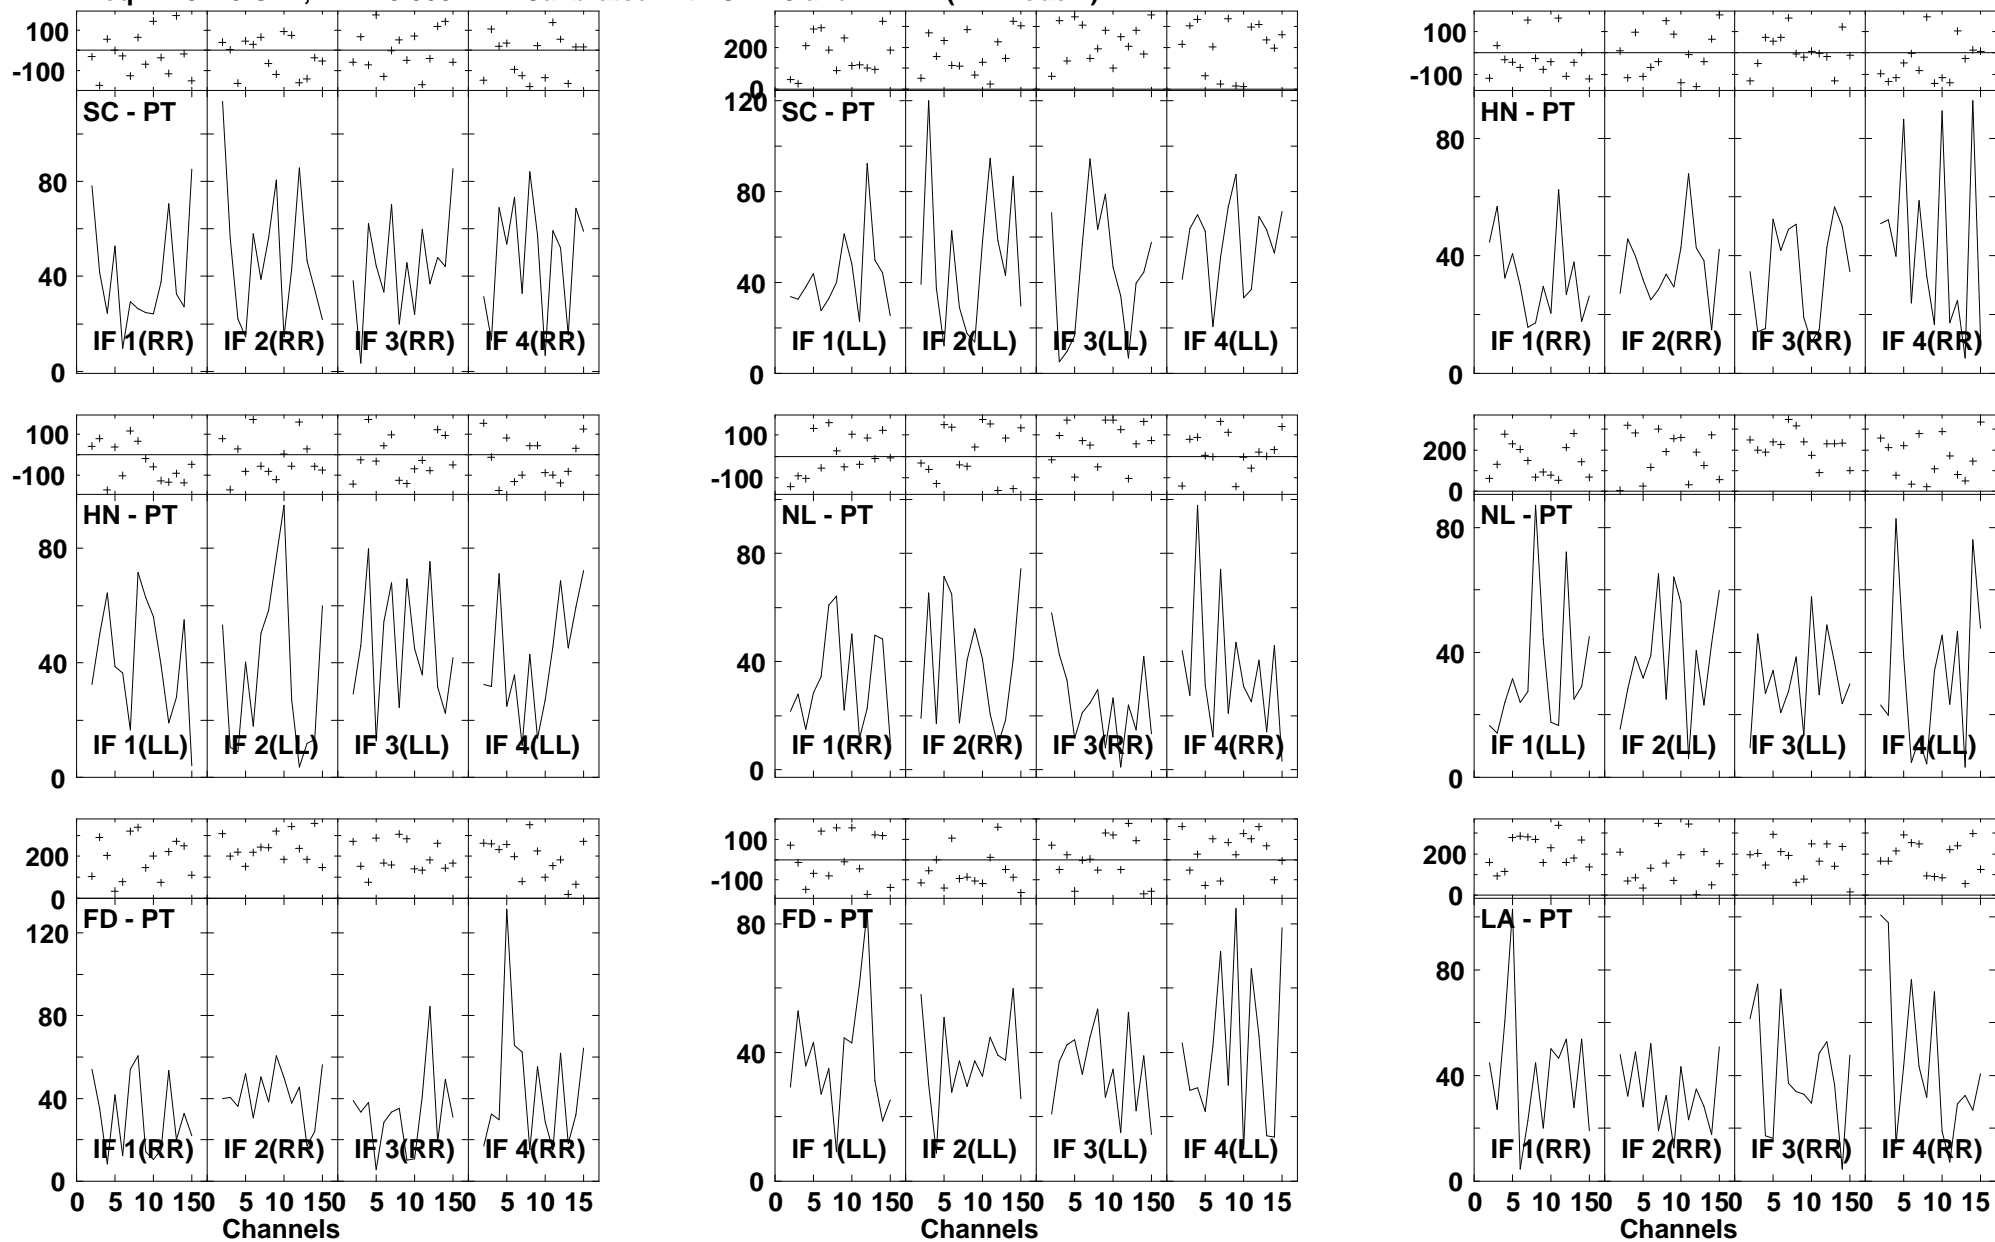 100 100 200 100
-100 0 -100
SC - PT SC - PT HN - PT
120
80 80 80
40 40 40
IF 1(RR) IF 2(RR) IF 3(RR) IF 4(RR) IF 1(LL) IF 2(LL) IF 3(LL) IF 4(LL) IF 1(RR) IF 2(RR) IF 3(RR) IF 4(RR)
0 0 0
100 100 200
-100 -100 0
HN - PT NL - PT NL - PT
80 80 80
40 40 40
IF 1(LL) IF 2(LL) IF 3(LL) IF 4(LL) IF 1(RR) IF 2(RR) IF 3(RR) IF 4(RR) IF 1(LL) IF 2(LL) IF 3(LL) IF 4(LL)
0 0 0
200 100 200
0 -100 0
FD - PT FD - PT LA - PT
120 80 80
80
40 40 40
IF 1(RR) IF 2(RR) IF 3(RR) IF 4(RR) IF 1(LL) IF 2(LL) IF 3(LL) IF 4(LL) IF 1(RR) IF 2(RR) IF 3(RR) IF 4(RR)
0 0 0
0 5 10 150 5 10 150 5 10 150 5 10 15 0 5 10 150 5 10 150 5 10 150 5 10 15 0 5 10 150 5 10 150 5 10 150 5 10 15
Channels Channels Channels